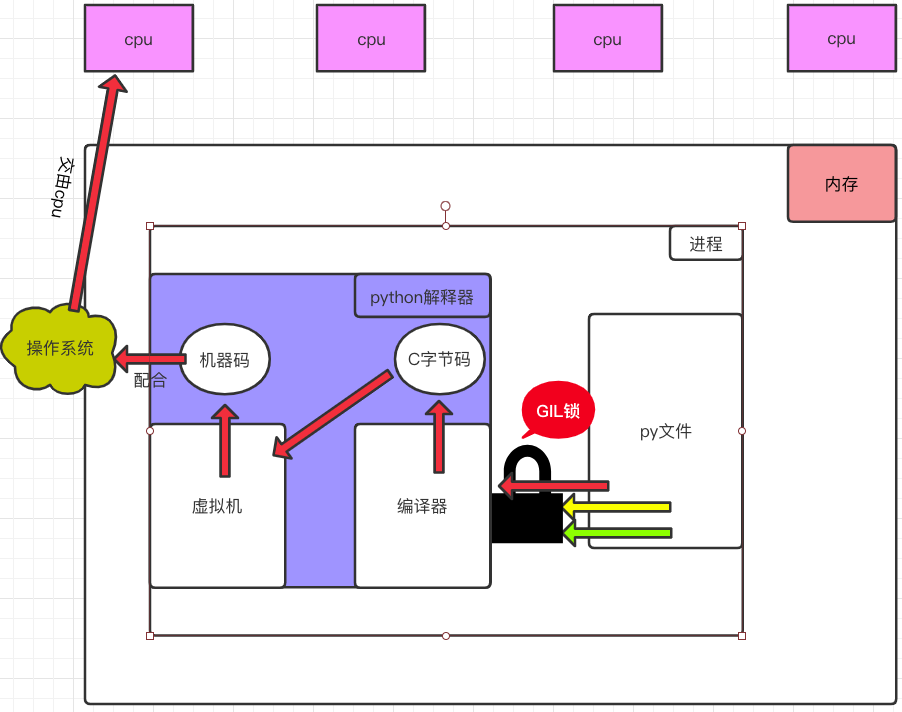 cpu
cpu
cpu
cpu
交由cpu
内存
进程
python解释器
操作系统
机器码
C字节码
配合
GIL锁
py文件
虚拟机
编译器